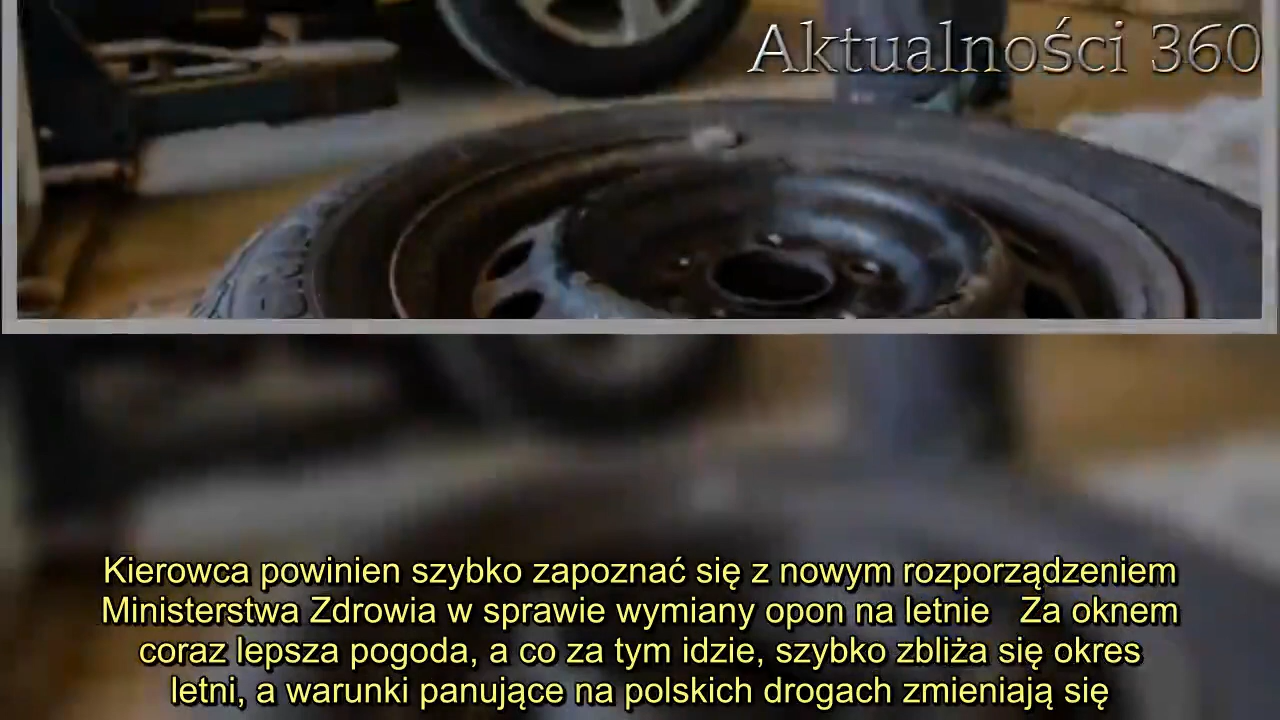 Aktualności 360
Kierowca powinien szybko zapoznać się z nowym rozporządzeniem
Ministerstwa Zdrowia w sprawie wymiany opon na letnie Za oknem
coraz lepsza pogoda, a co za tym idzie, szybko zbliża się okres
letni, a warunki panujące na polskich drogach zmieniają się